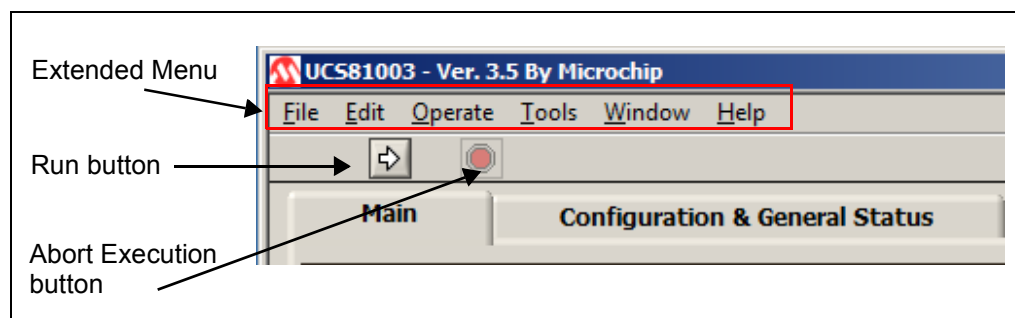 Extended Menu
UCS81003 - Ver. 3.5 By Microchip
File Edit Operate Tools Window Help
Run button
Main Configuration & General Status
Abort Execution
button